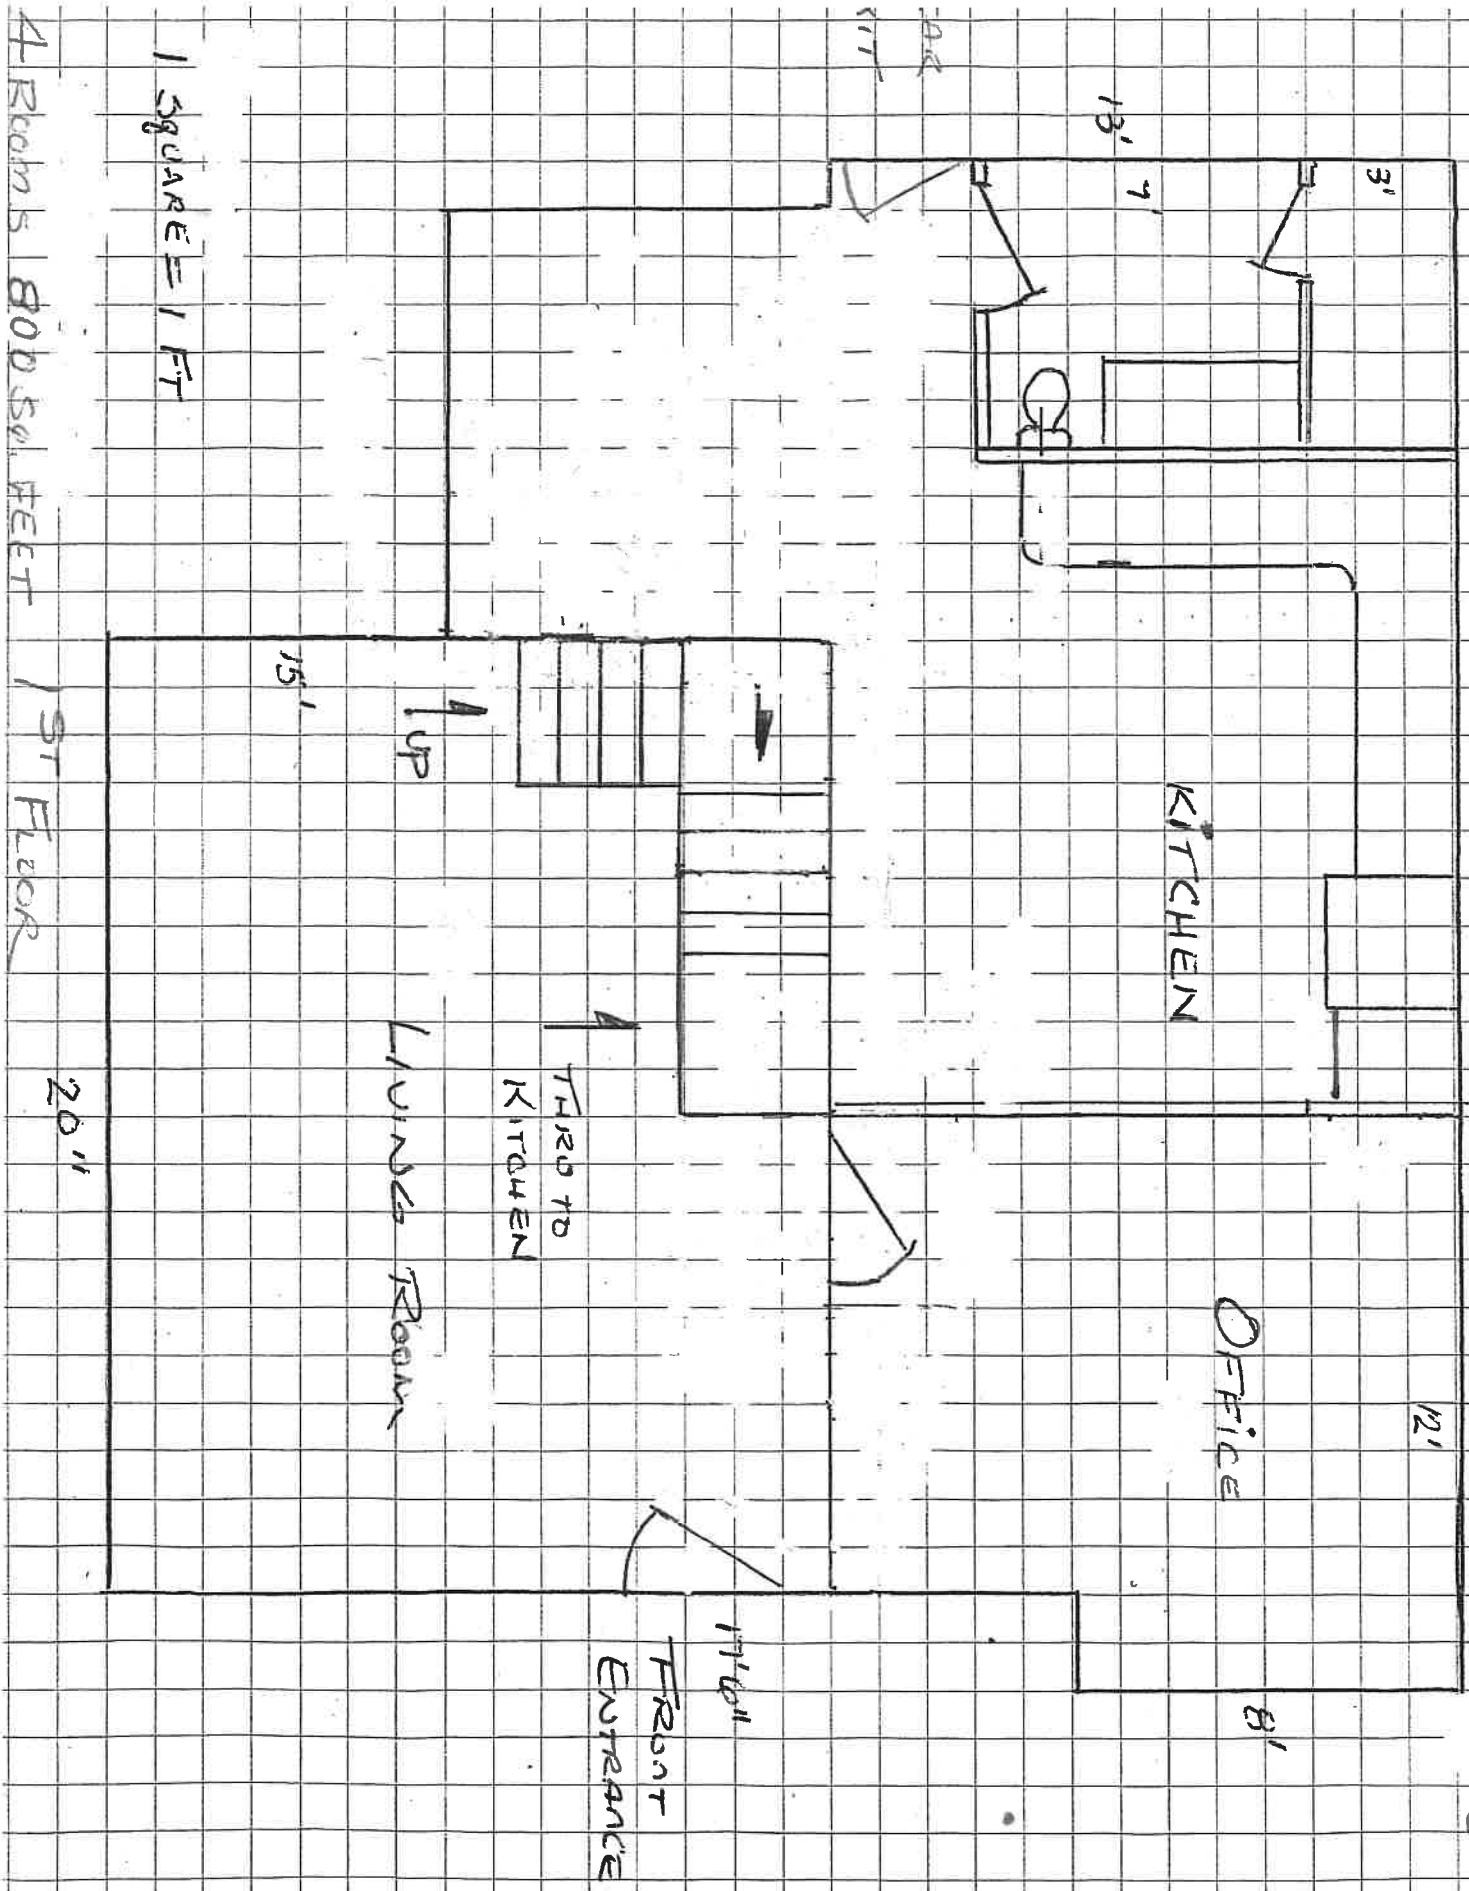 12'
3'
8'
OFFiCE
KiTCHEN
7'
13'
17'6"
FRONT
ENTRANCE
THRO TO
KITCHEN
UP
LIVING ROOM
15'
1 SQUARE = 1 FT
20"
4 Rooms 800 Sq. FEET 1ST FLOOR